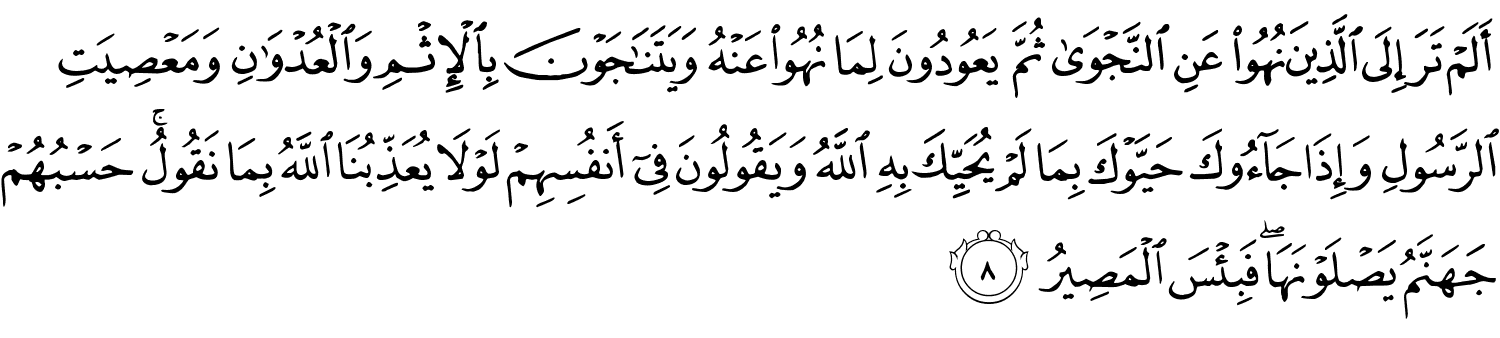 أَلَمۡ تَرَ إِلَى ٱلَّذِينَ نُهُواْ عَنِ ٱلنَّجۡوَىٰ ثُمَّ يَعُودُونَ لِمَا نُهُواْ عَنۡهُ وَيَتَنَٰجَوۡنَ بِٱلۡإِثۡمِ وَٱلۡعُدۡوَٰنِ وَمَعۡصِيَتِ
ٱلرَّسُولِ وَإِذَا جَآءُوكَ حَيَّوۡكَ بِمَا لَمۡ يُحَيِّكَ بِهِ ٱللَّهُ وَيَقُولُونَ فِيٓ أَنفُسِهِمۡ لَوۡلَا يُعَذِّبُنَا ٱللَّهُ بِمَا نَقُولُۚ حَسۡبُهُمۡ
جَهَنَّمُ يَصۡلَوۡنَهَاۖ فَبِئۡسَ ٱلۡمَصِيرُ ٨